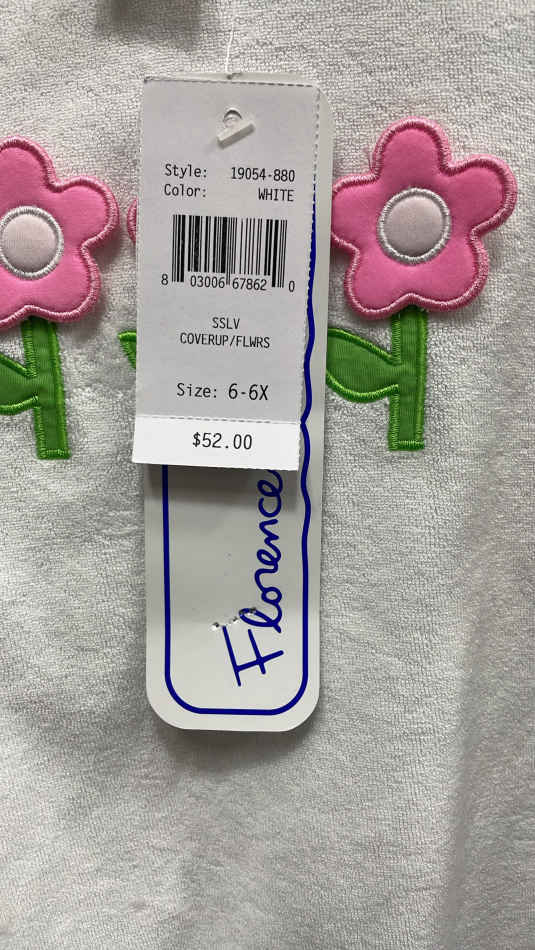 Style: 19054-880
Color: WHITE
8 03006 67862 0
SSLV
COVERUP/FLWRS
Size: 6-6X
$52.00
Florence